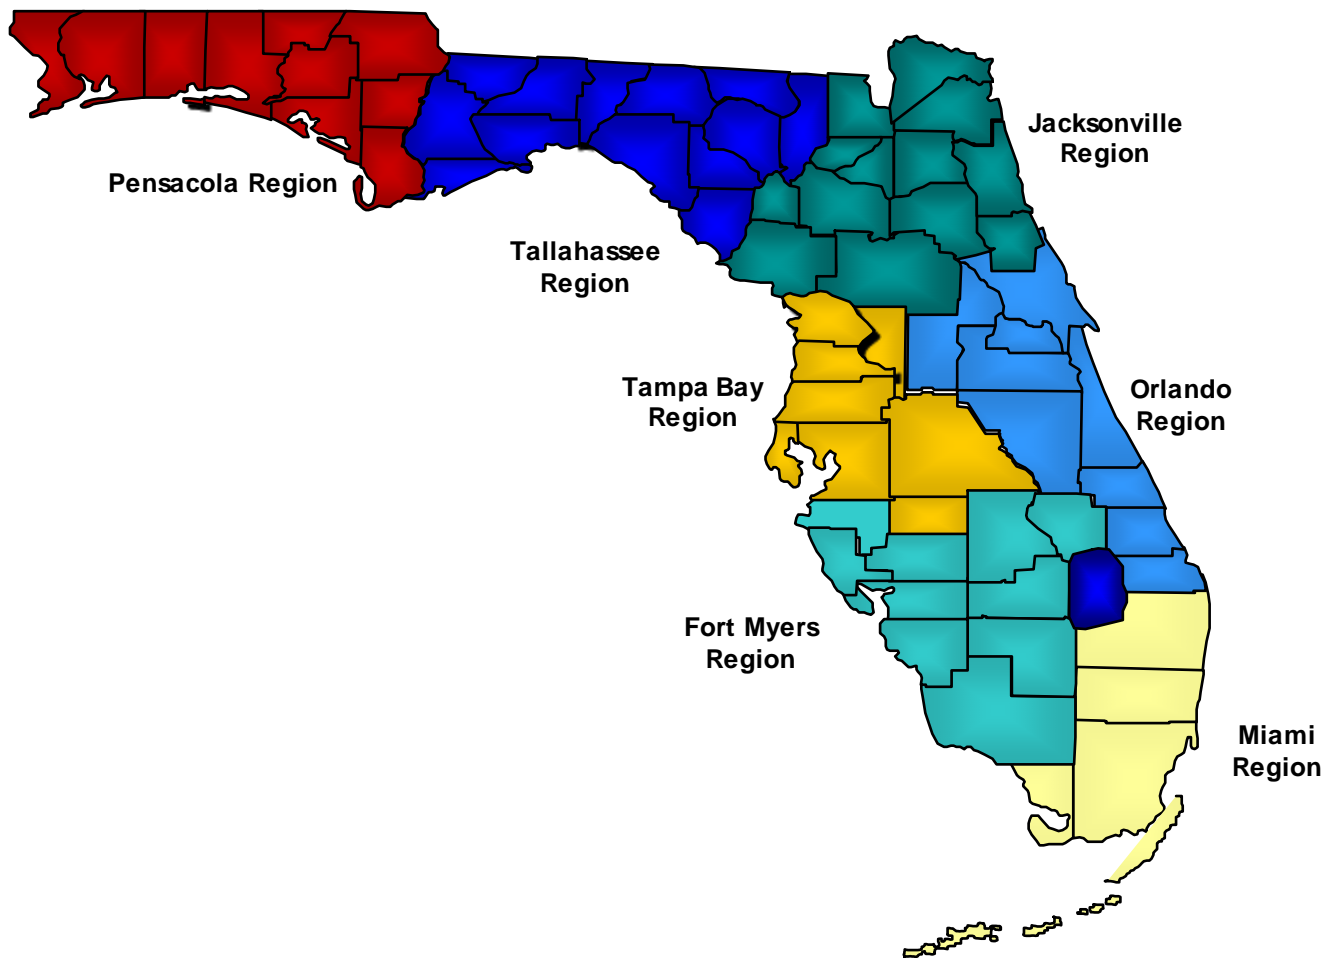 Jacksonville
Region
Pensacola Region
Tallahassee
Region
Tampa Bay
Region
Orlando
Region
Fort Myers
Region
Miami
Region